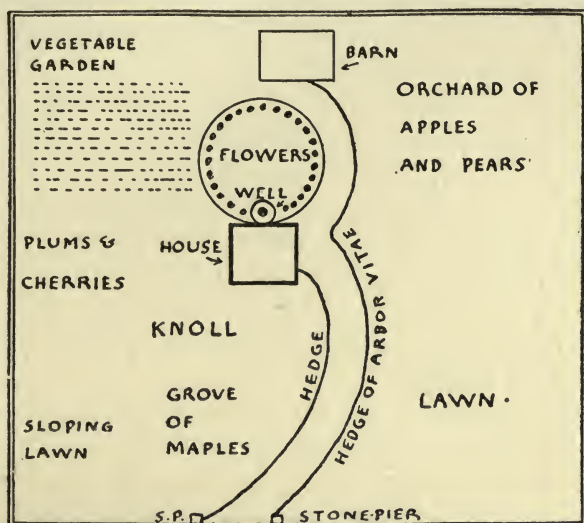 VEGETABLE
GARDEN
BARN
ORCHARD OF
APPLES
AND PEARS
FLOWERS
WELL
PLUMS &
CHERRIES
HOUSE
KNOLL
HEDGE
HEDGE OF ARBOR VITAE
GROVE
OF
MAPLES
LAWN.
SLOPING
LAWN
S.P.
STONE-PIER